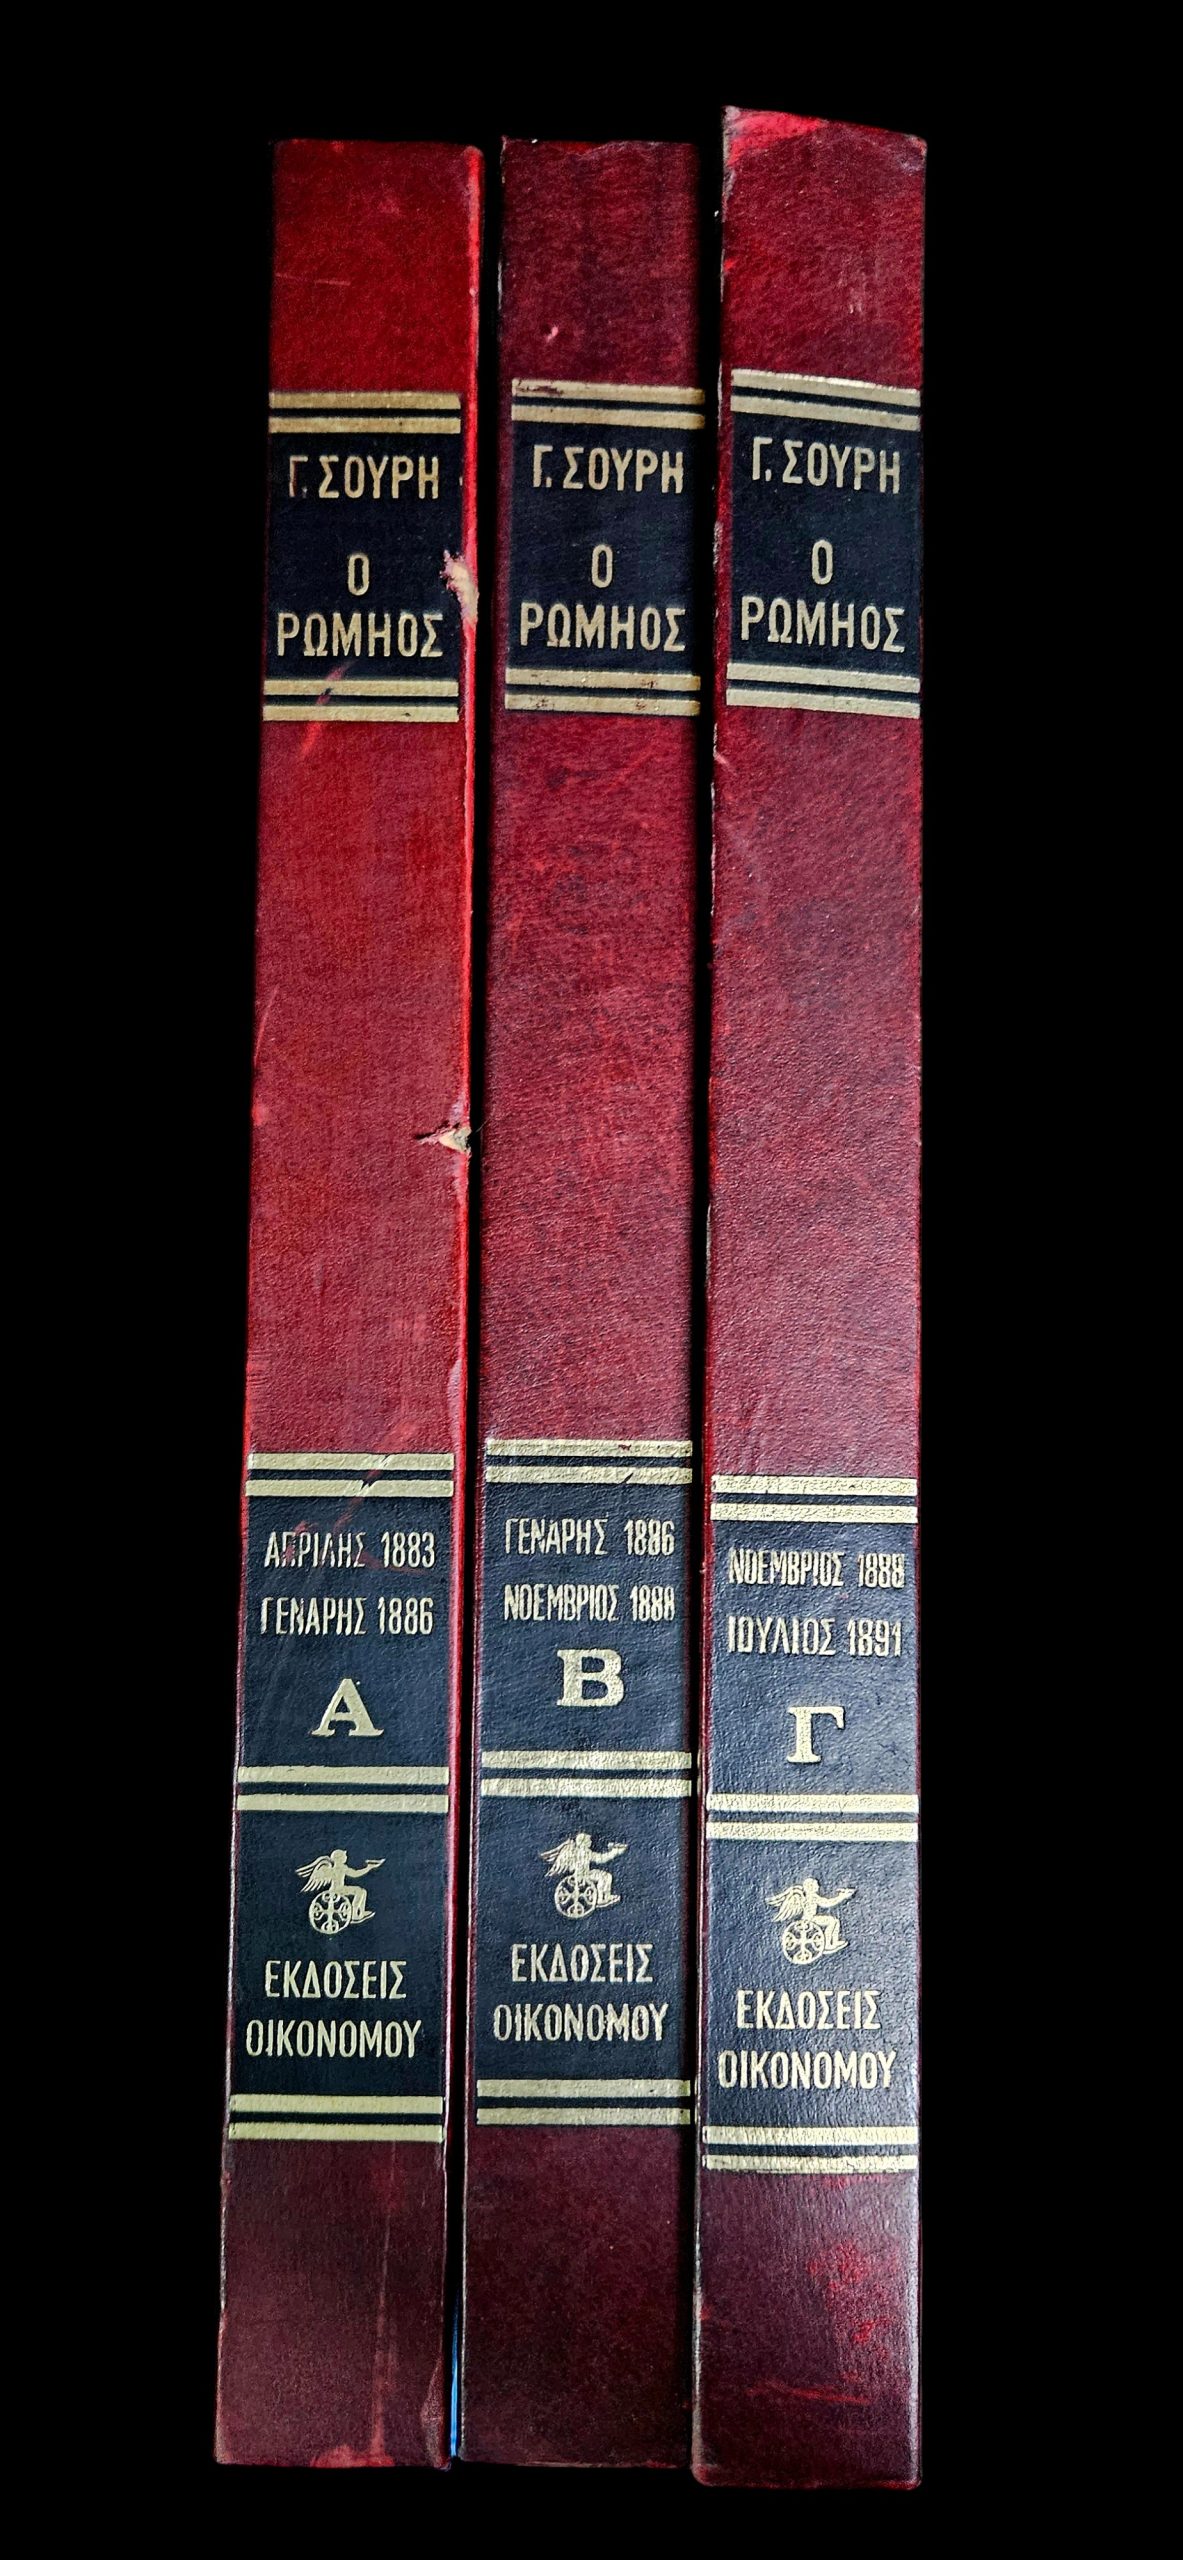 Γ. ΣΟΥΡΗ
Ο
ΡΩΜΗΟΣ
ΑΠΡΙΛΗΣ 1883
ΓΕΝΑΡΗΣ 1886
Α
ΕΚΔΟΣΕΙΣ
ΟΙΚΟΝΟΜΟΥ
Γ. ΣΟΥΡΗ
Ο
ΡΩΜΗΟΣ
ΓΕΝΑΡΗΣ 1886
ΝΟΕΜΒΡΙΟΣ 1888
Β
ΕΚΔΟΣΕΙΣ
ΟΙΚΟΝΟΜΟΥ
Γ. ΣΟΥΡΗ
Ο
ΡΩΜΗΟΣ
ΝΟΕΜΒΡΙΟΣ 1888
ΙΟΥΛΙΟΣ 1891
Γ
ΕΚΔΟΣΕΙΣ
ΟΙΚΟΝΟΜΟΥ